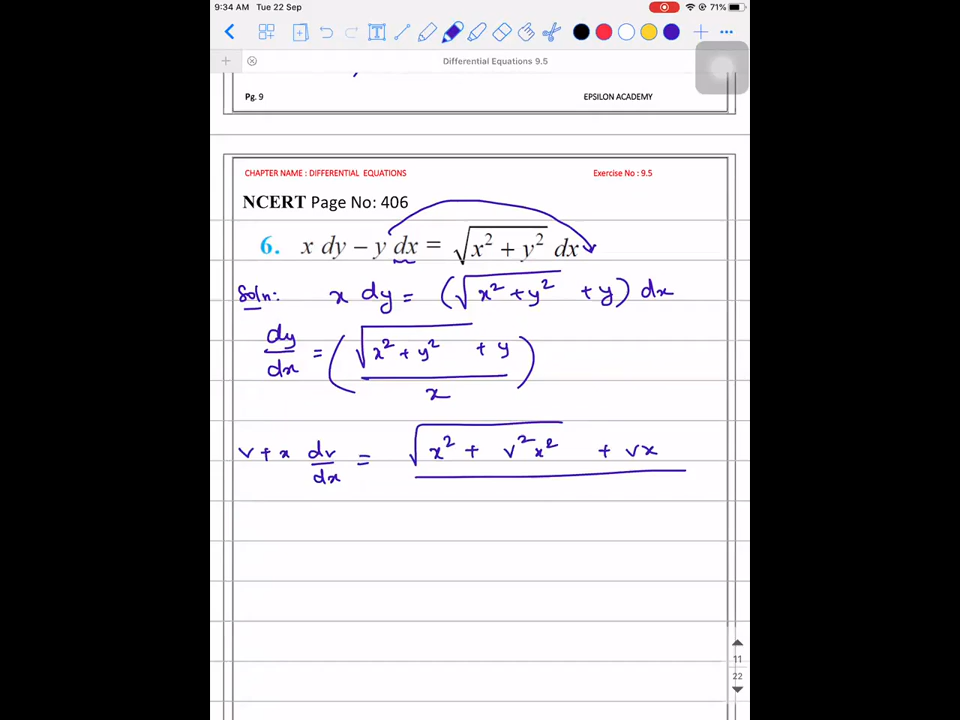 9:34 AM Tue 22 Sep 71%
Differential Equations 9.5
Pg. 9 EPSILON ACADEMY
CHAPTER NAME : DIFFERENTIAL EQUATIONS Exercise No : 9.5
NCERT Page No: 406
6. x dy – y dx = √(x² + y²) dx
Soln: x dy = (√(x² + y²) + y) dx
dy/dx = ((√(x² + y²) + y)/x)
v + x dv/dx = √(x² + v²x²) + vx
11
22